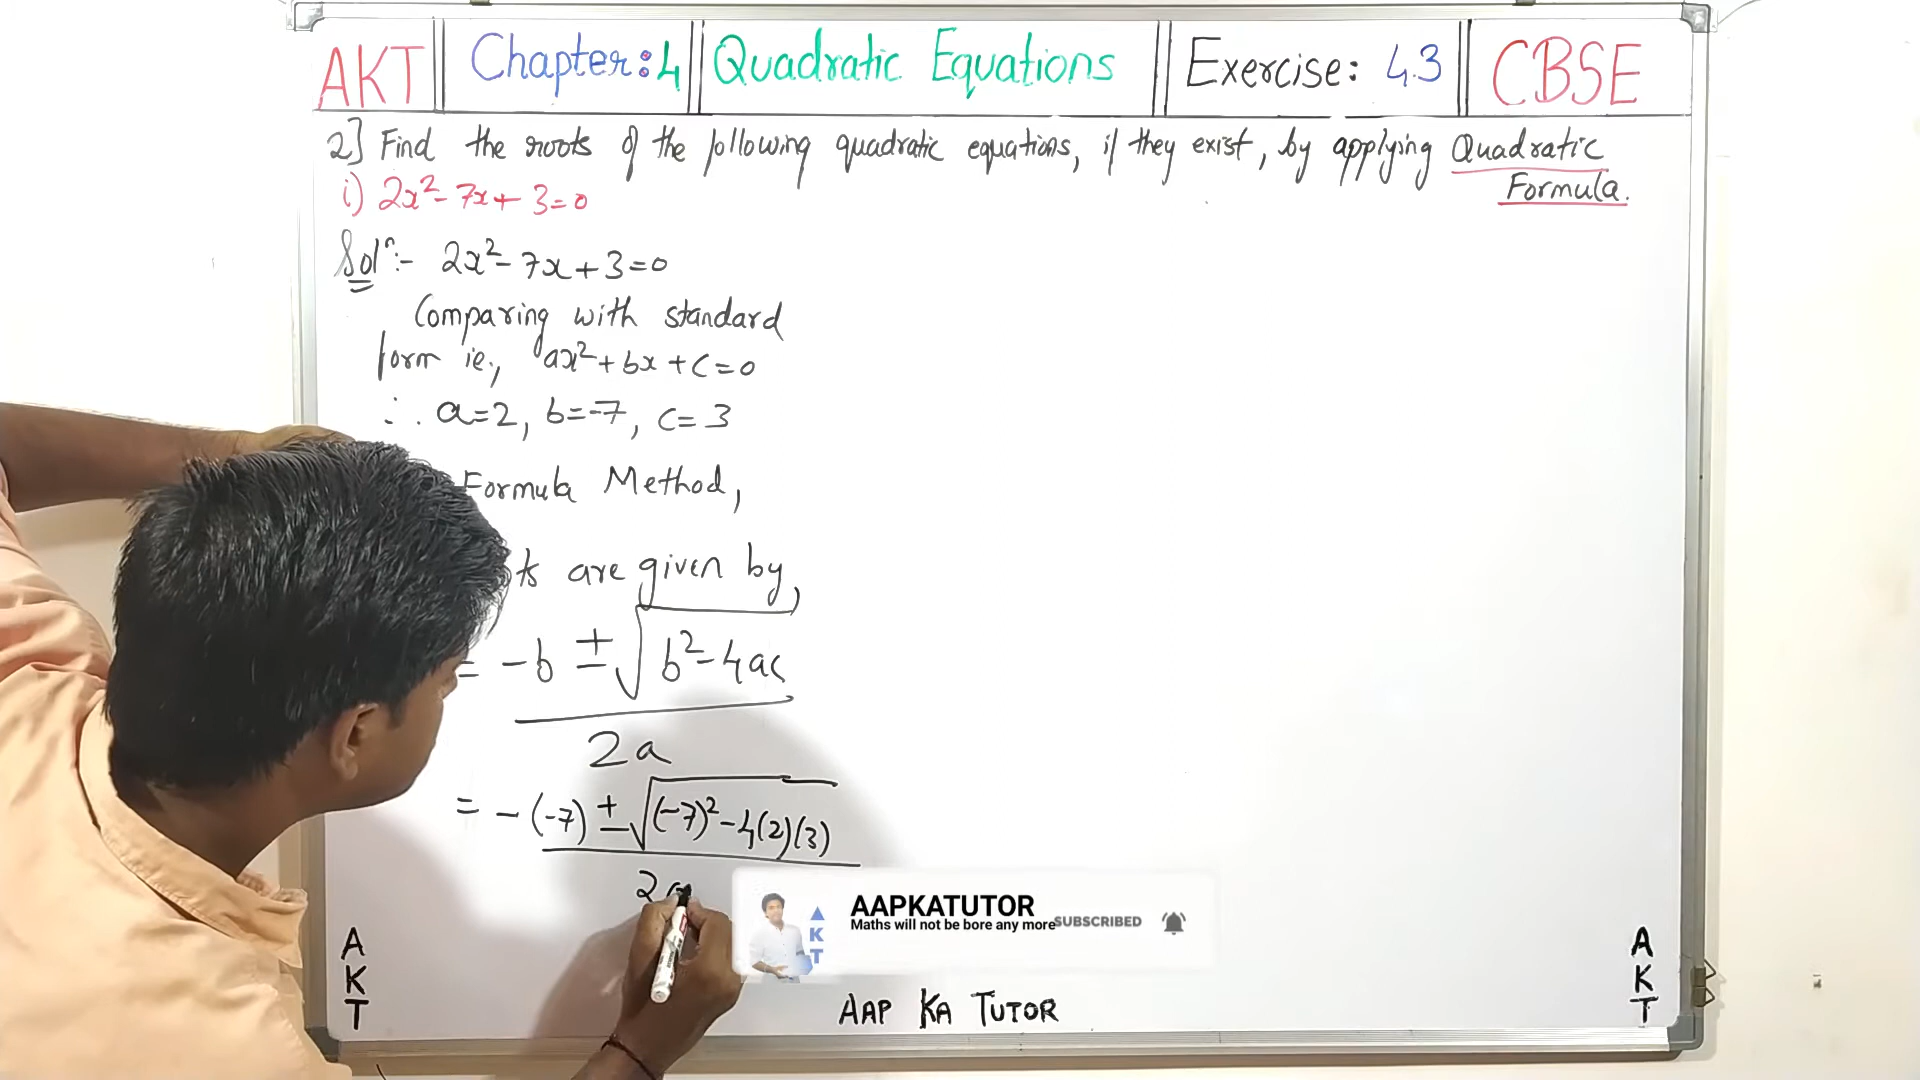 AKT Chapter:4 Quadratic Equations Exercise: 4.3 CBSE
2] Find the roots of the following quadratic equations, if they exist, by applying Quadratic
Formula.
i) 2x² - 7x + 3 = 0
Solⁿ:- 2x² - 7x + 3 = 0
Comparing with standard
form ie., ax² + bx + c = 0
∴ a = 2, b = -7, c = 3
Formula Method,
are given by,
= -b ± √b² - 4ac
2a
= -(-7) ± √(-7)² - 4(2)(3)
2
AKT
AAPKATUTOR
Maths will not be bore any more
SUBSCRIBED
AKT
AKT
AAP KA TUTOR